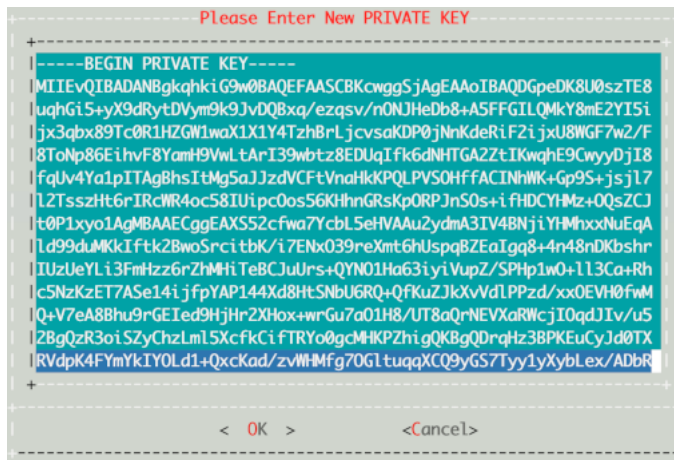 Please Enter New PRIVATE KEY
-----BEGIN PRIVATE KEY-----
MIIEvQIBADANBgkqhkiG9w0BAQEFAASCBKcwggSjAgEAAoIBAQDGpeDK8U0szTE8
uqhGi5+yX9dRytDVym9k9JvDQBxq/ezqsv/nONJHeDb8+A5FFGILQMkY8mE2YI5i
jx3qbx89Tc0R1HZGW1waX1X1Y4TzhBrLjcvsaKDP0jNnKdeRiF2ijxU8WGF7w2/F
8ToNp86EihvF8YamH9VwLtArI39wbtz8EDUqIfk6dNHTGA2ZtIKwqhE9CwyyDjI8
fqUv4Ya1pITAgBhsItMg5aJJzdVCFtVnaHkKPQLPVSOHffACINhWK+Gp9S+jsjl7
l2TsszHt6rIRcWR4oc58IUipcOos56KHhnGRsKpORPJnSOs+ifHDCYHMz+OQsZCJ
t0P1xyo1AgMBAAECggEAXS52cfwa7YcbL5eHVAAu2ydmA3IV4BNjiYHMhxxNuEqA
ld99duMKkIftk2BwoSrcitbK/i7ENxO39reXmt6hUspqBZEaIgq8+4n48nDKbshr
IUzUeYLi3FmHzz6rZhMHiTeBCJuUrs+QYNO1Ha63iyiVupZ/SPHp1wO+ll3Ca+Rh
c5NzKzET7ASe14ijfpYAP144Xd8HtSNbU6RQ+QfKuZJkXvVdlPPzd/xxOEVH0fwM
Q+V7eA8Bhu9rGEIed9HjHr2XHox+wrGu7aO1H8/UT8aQrNEVXaRWcjIOqdJIv/u5
2BgQzR3oiSZyChzLml5XcfkCifTRYo0gcMHKPZhigQKBgQDrqHz3BPKEuCyJd0TX
RVdpK4FYmYkIYOLd1+QxcKad/zvWHMfg7OGltuqqXCQ9yGS7Tyy1yXybLex/ADbR
< OK > <Cancel>